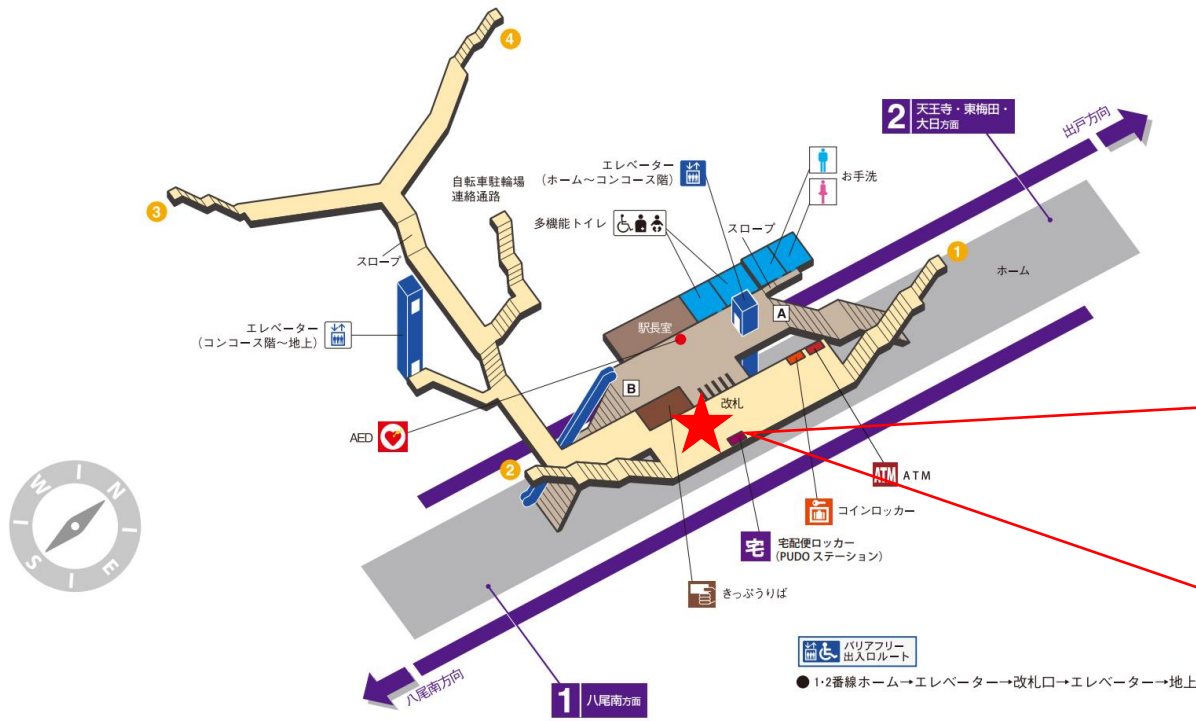 4
3
自転車駐輪場
連絡通路
エレベーター
(ホーム～コンコース階)
お手洗
多機能トイレ
スロープ
2 天王寺・東梅田・
大日方面
出戸方向
1
ホーム
スロープ
エレベーター
(コンコース階～地上)
駅長室
A
B
改札
AED
2
ATM ATM
コインロッカー
宅 宅配便ロッカー
(PUDO ステーション)
きっぷうりば
W N
S E
八尾南方向
1 八尾南方面
バリアフリー
出入口ルート
● 1・2番線ホーム→エレベーター→改札口→エレベーター→地上